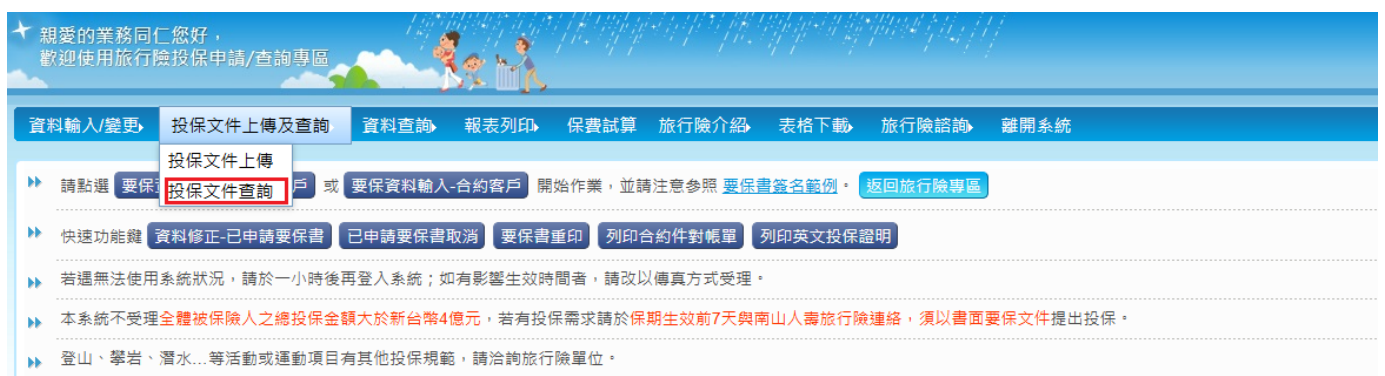 親愛的業務同仁您好，
歡迎使用旅行險投保申請/查詢專區
資料輸入/變更 投保文件上傳及查詢 資料查詢 報表列印 保費試算 旅行險介紹 表格下載 旅行險諮詢 離開系統
投保文件上傳
投保文件查詢
請點選 要保 戶 或 要保資料輸入-合約客戶 開始作業，並請注意參照 要保書簽名範例。 返回旅行險專區
快速功能鍵 資料修正-已申請要保書 已申請要保書取消 要保書重印 列印合約件對帳單 列印英文投保證明
若遇無法使用系統狀況，請於一小時後再登入系統；如有影響生效時間者，請改以傳真方式受理。
本系統不受理全體被保險人之總投保金額大於新台幣4億元，若有投保需求請於保期生效前7天與南山人壽旅行險連絡，須以書面要保文件提出投保。
登山、攀岩、潛水...等活動或運動項目有其他投保規範，請洽詢旅行險單位。